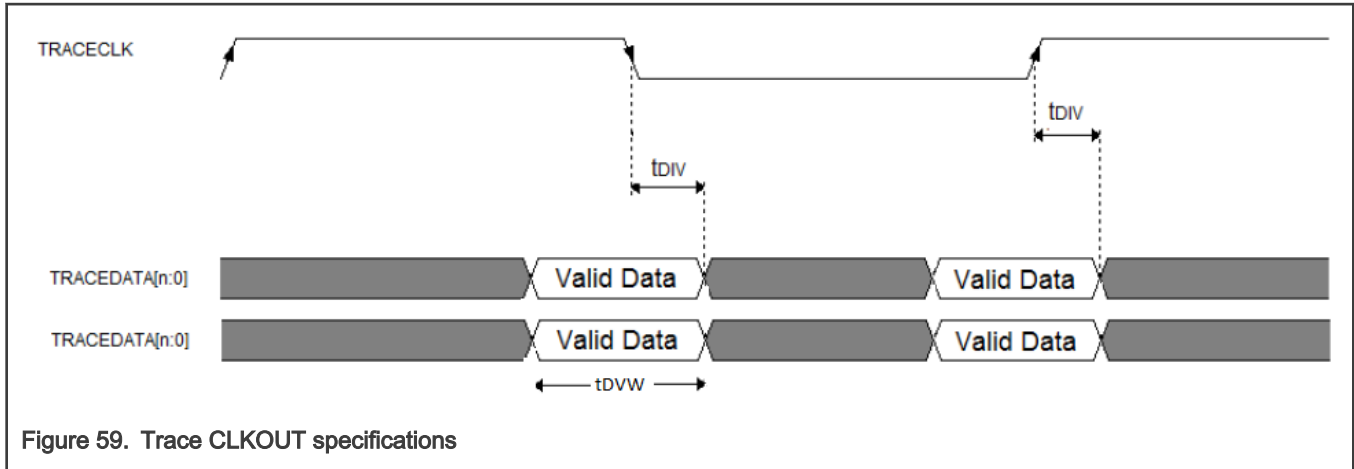 TRACECLK
tDIV
tDIV
TRACEDATA[n:0]
Valid Data
Valid Data
TRACEDATA[n:0]
Valid Data
Valid Data
tDVW
Figure 59. Trace CLKOUT specifications